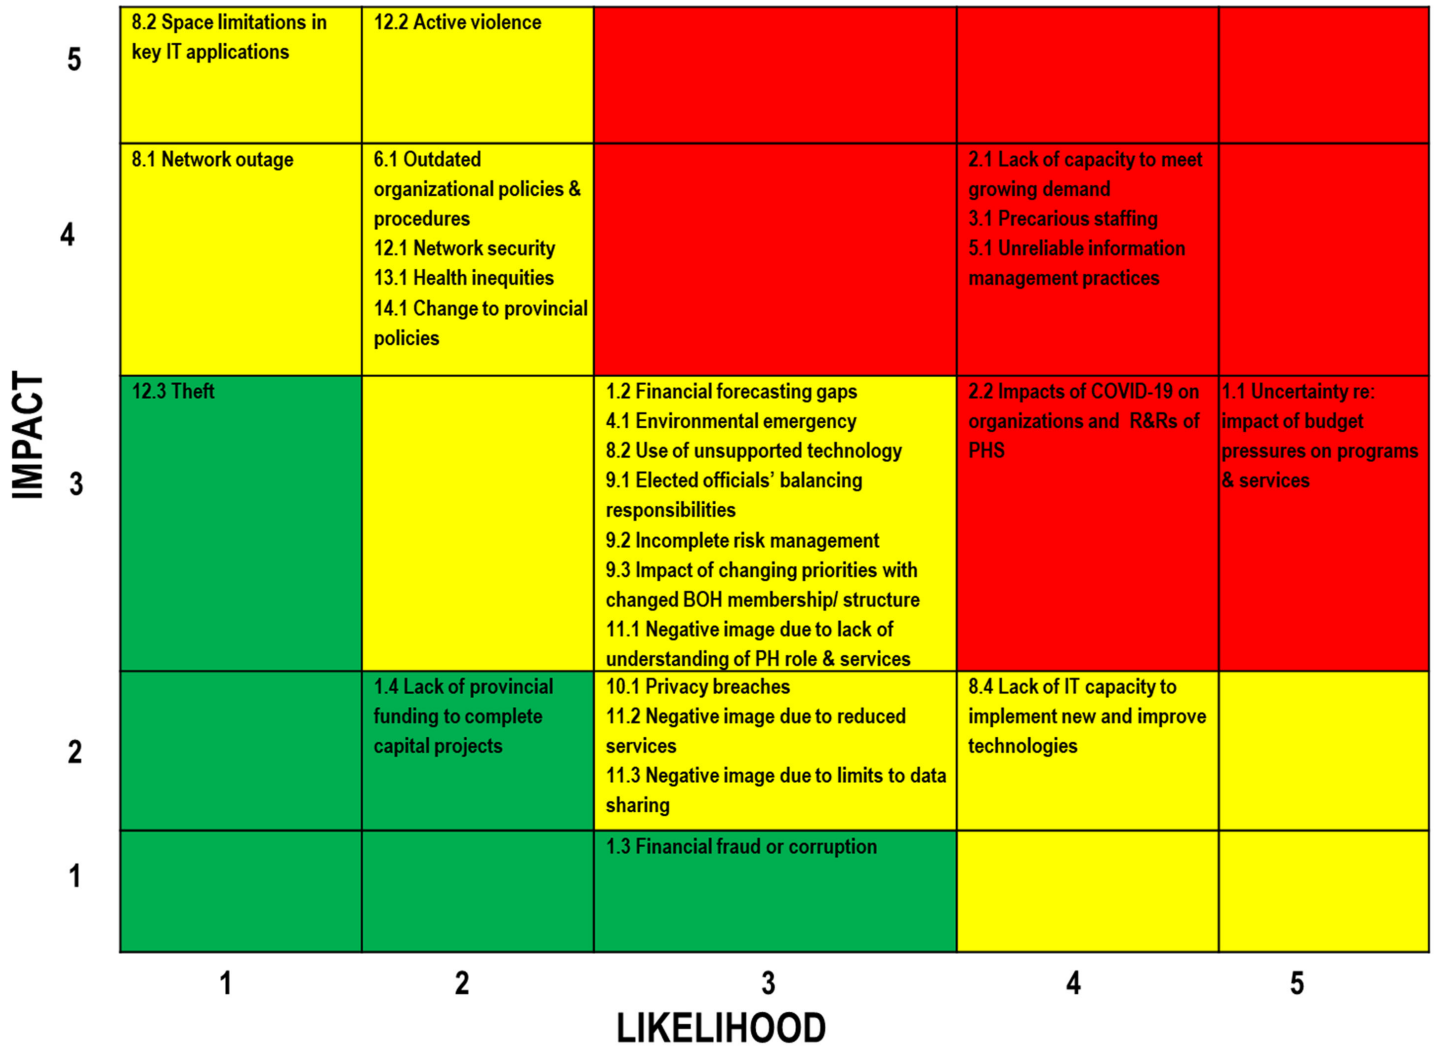 5
8.2 Space limitations in
key IT applications
12.2 Active violence
4
8.1 Network outage
6.1 Outdated
organizational policies &
procedures
12.1 Network security
13.1 Health inequities
14.1 Change to provincial
policies
2.1 Lack of capacity to meet
growing demand
3.1 Precarious staffing
5.1 Unreliable information
management practices
IMPACT
3
12.3 Theft
1.2 Financial forecasting gaps
4.1 Environmental emergency
8.2 Use of unsupported technology
9.1 Elected officials’ balancing
responsibilities
9.2 Incomplete risk management
9.3 Impact of changing priorities with
changed BOH membership/ structure
11.1 Negative image due to lack of
understanding of PH role & services
2.2 Impacts of COVID-19 on
organizations and  R&Rs of
PHS
1.1 Uncertainty re:
impact of budget
pressures on programs
& services
2
1.4 Lack of provincial
funding to complete
capital projects
10.1 Privacy breaches
11.2 Negative image due to reduced
services
11.3 Negative image due to limits to data
sharing
8.4 Lack of IT capacity to
implement new and improve
technologies
1
1.3 Financial fraud or corruption
1
2
3
4
5
LIKELIHOOD